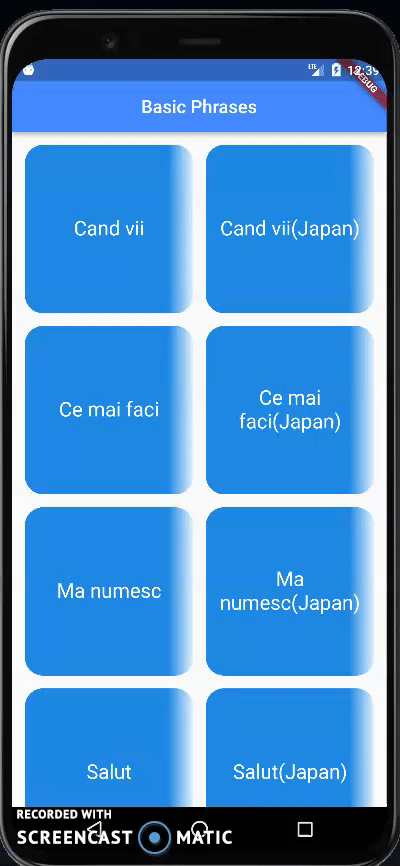 LTE 12:39
DEBUG
Basic Phrases
Cand vii
Cand vii(Japan)
Ce mai faci
Ce mai
faci(Japan)
Ma numesc
Ma
numesc(Japan)
Salut
Salut(Japan)
RECORDED WITH
SCREENCAST MATIC